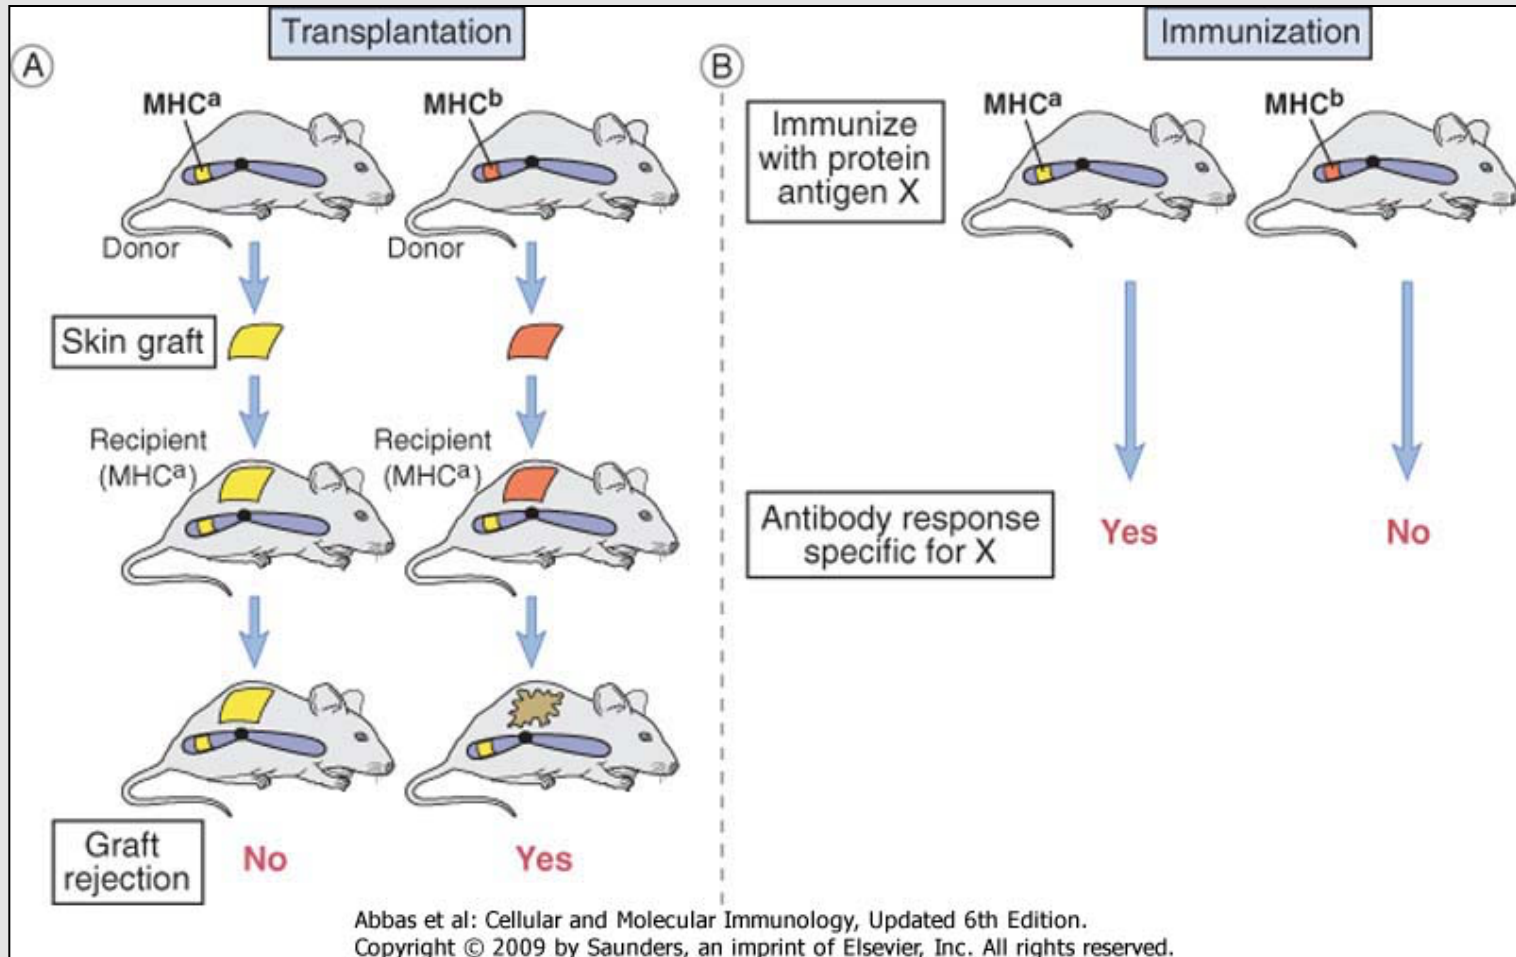 Transplantation
A
MHCa
MHCb
Donor
Donor
Skin graft
Recipient
(MHCa)
Recipient
(MHCa)
Graft
rejection
No
Yes
Immunization
B
Immunize
with protein
antigen X
MHCa
MHCb
Antibody response
specific for X
Yes
No
Abbas et al: Cellular and Molecular Immunology, Updated 6th Edition.
Copyright © 2009 by Saunders, an imprint of Elsevier, Inc. All rights reserved.